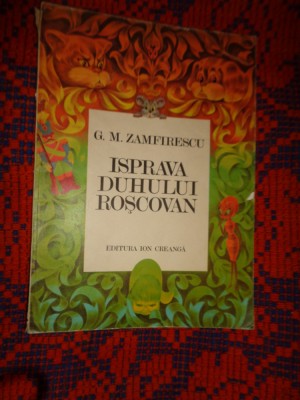 G. M. ZAMFIRESCU
ISPRAVA
DUHULUI
ROȘCOVAN
EDITURA ION CREANGĂ